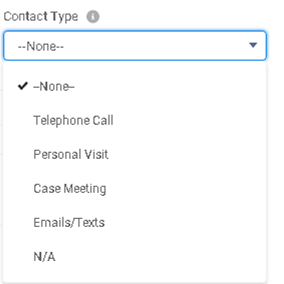 Contact Type
--None--
--None--
Telephone Call
Personal Visit
Case Meeting
Emails/Texts
N/A